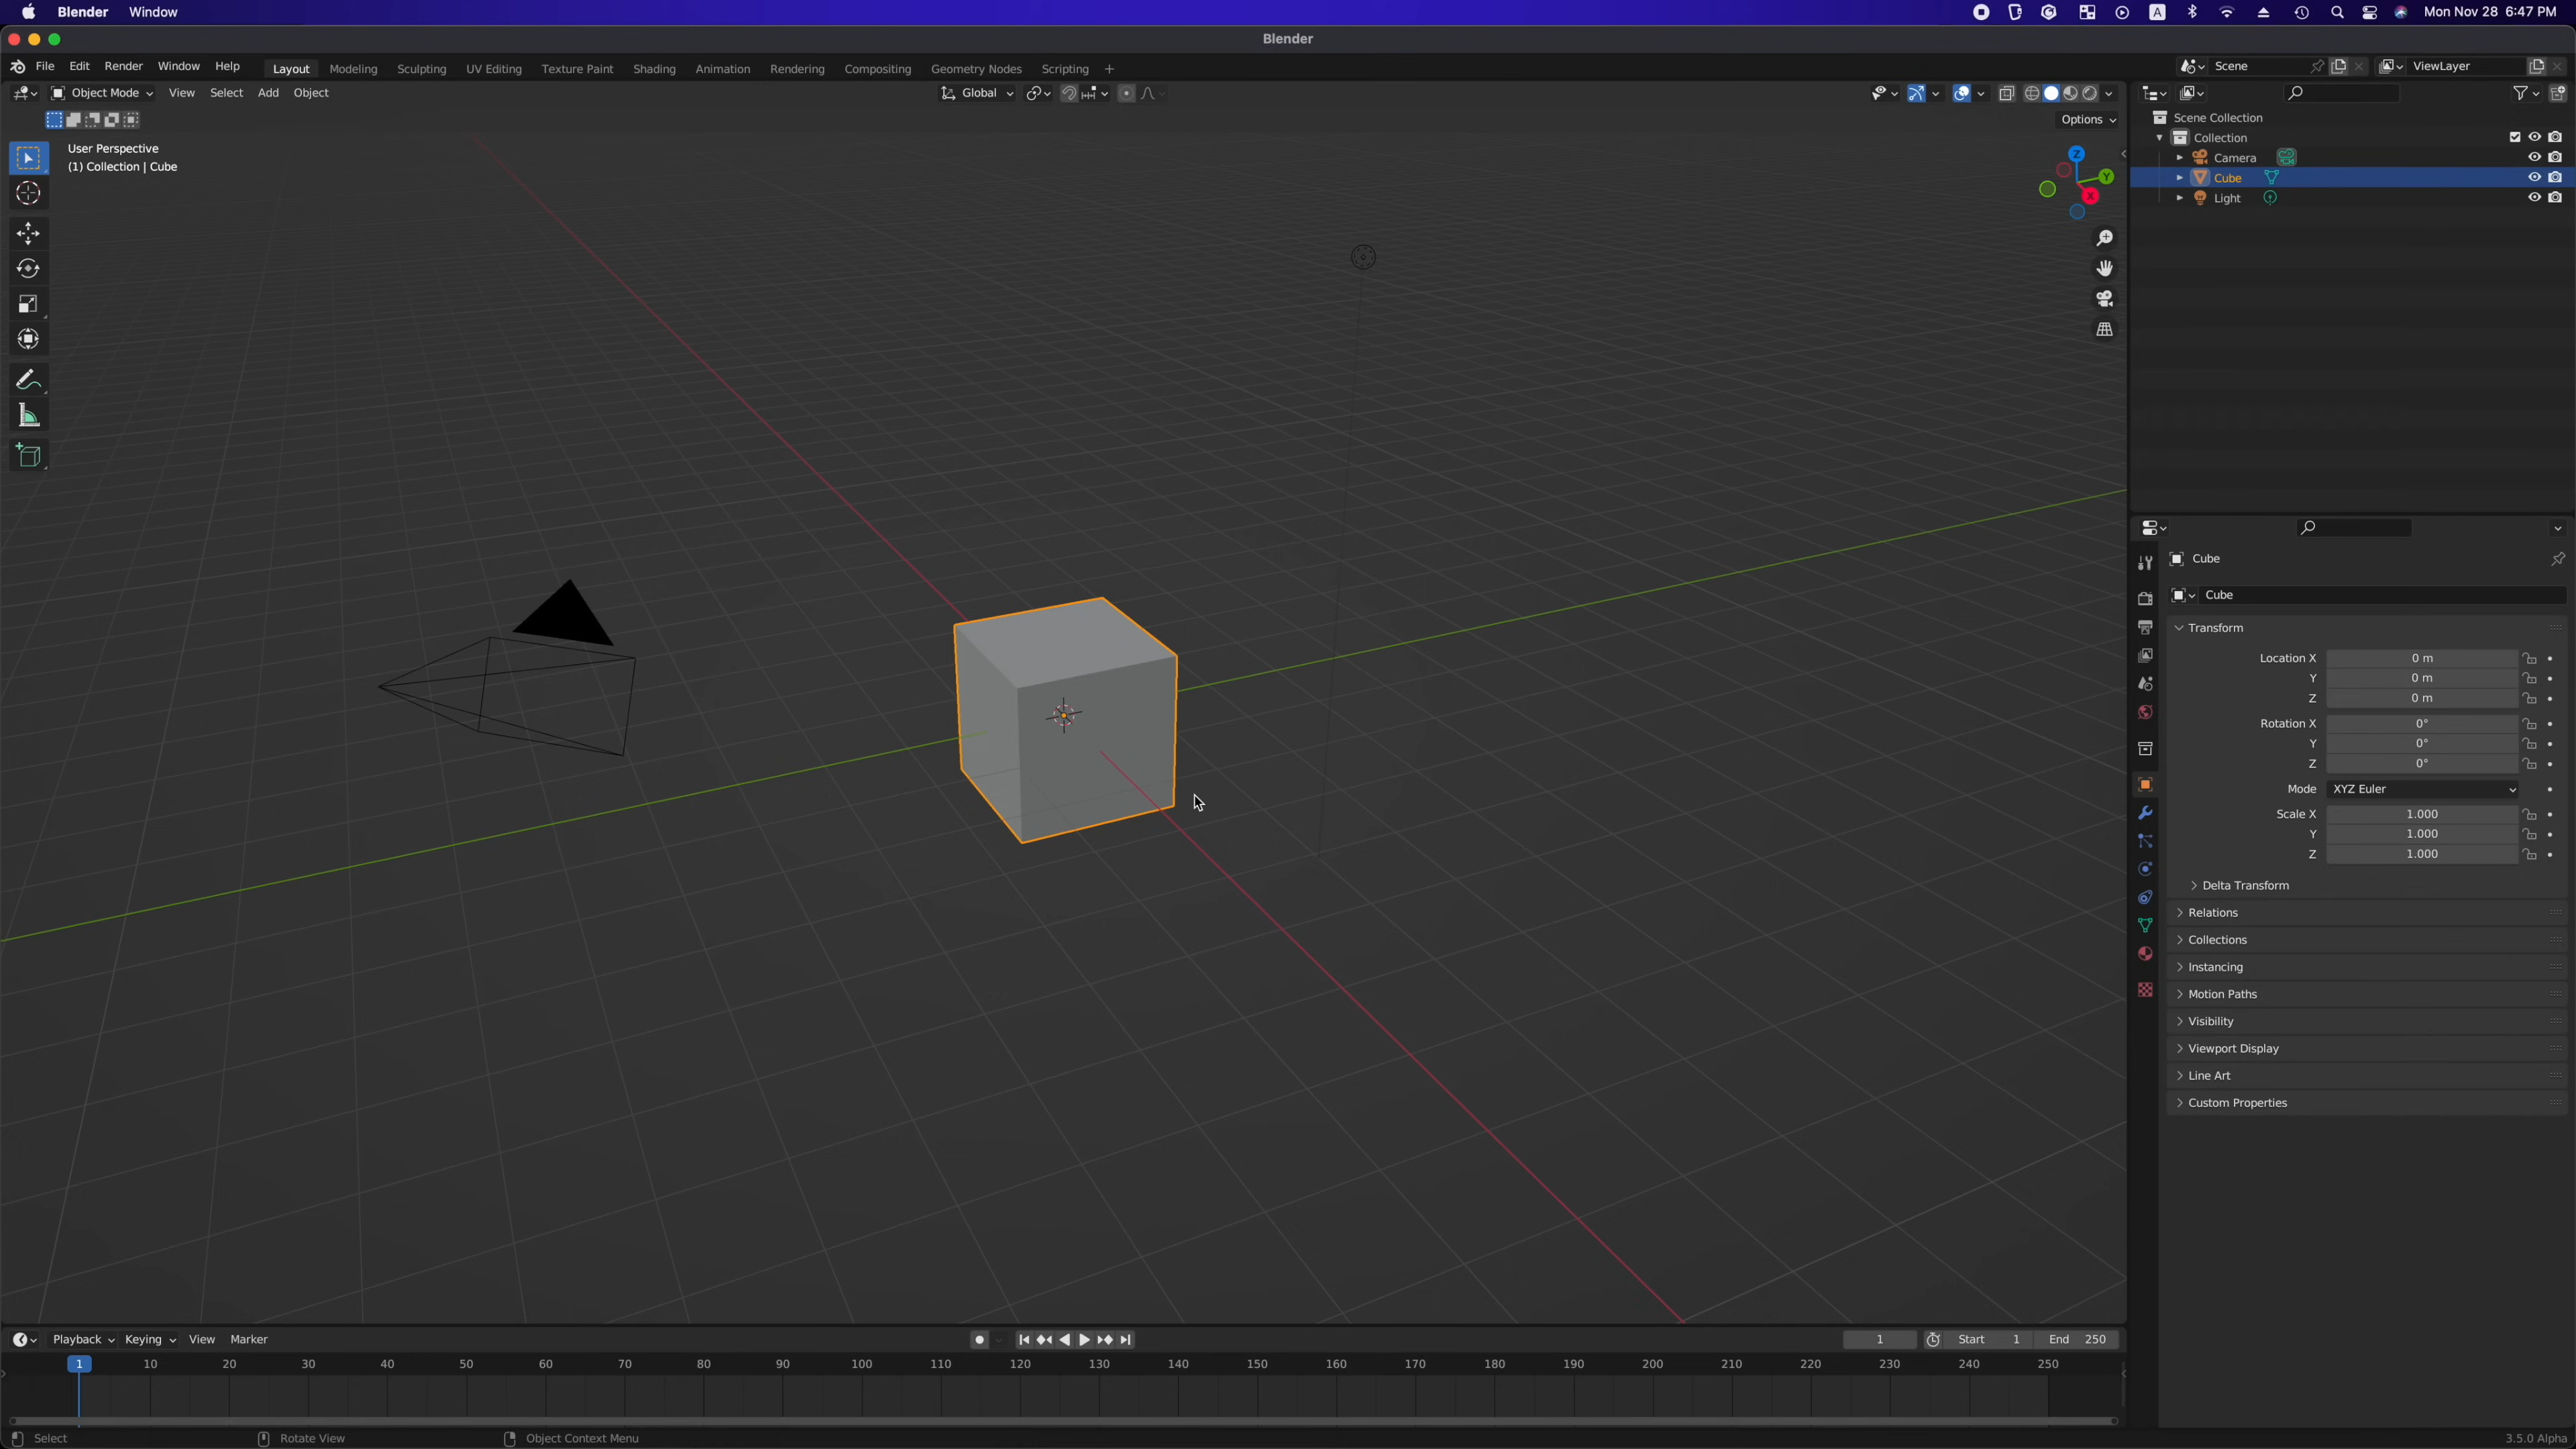 Blender Window Mon Nov 28 6:47 PM
Blender
File Edit Render Window Help Layout Modeling Sculpting UV Editing Texture Paint Shading Animation Rendering Compositing Geometry Nodes Scripting + Scene ViewLayer
Object Mode View Select Add Object Global
Options
User Perspective
(1) Collection | Cube
Z
Y
X
Scene Collection
Collection
Camera
Cube
Light
Cube
Cube
Transform
Location X 0 m
Y 0 m
Z 0 m
Rotation X 0°
Y 0°
Z 0°
Mode XYZ Euler
Scale X 1.000
Y 1.000
Z 1.000
Delta Transform
Relations
Collections
Instancing
Motion Paths
Visibility
Viewport Display
Line Art
Custom Properties
Playback Keying View Marker 1 Start 1 End 250
1 10 20 30 40 50 60 70 80 90 100 110 120 130 140 150 160 170 180 190 200 210 220 230 240 250
Select Rotate View Object Context Menu 3.5.0 Alpha